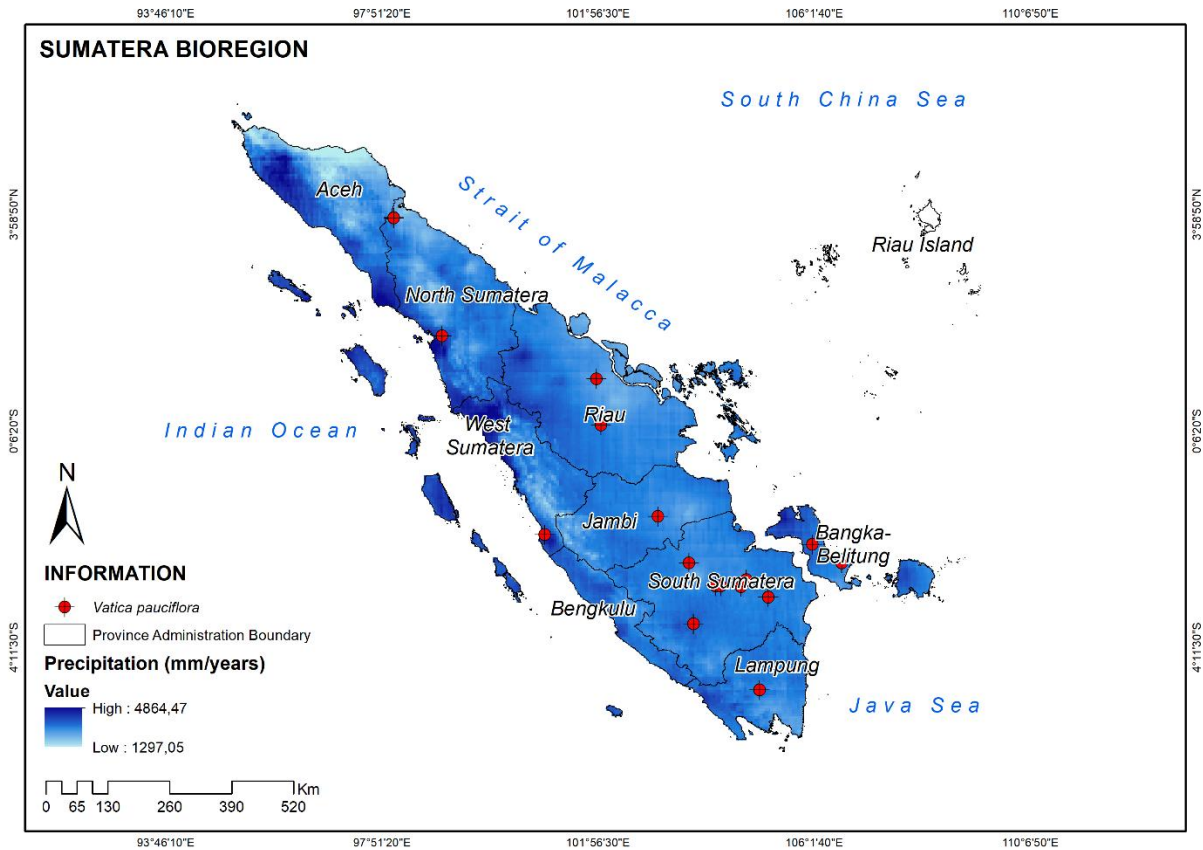 93°46'10"E 97°51'20"E 101°56'30"E 106°1'40"E 110°6'50"E
SUMATERA BIOREGION
South China Sea
Aceh
Strait of Malacca
3°58'50"N
3°58'50"N
Riau Island
North Sumatera
Riau
West
Sumatera
Indian Ocean
0°6'20"S
0°6'20"S
N
Jambi
Bangka-
Belitung
South Sumatera
Bengkulu
Lampung
Java Sea
4°11'30"S
4°11'30"S
INFORMATION
Vatica pauciflora
Province Administration Boundary
Precipitation (mm/years)
Value
High : 4864,47
Low : 1297,05
Km
0 65 130 260 390 520
93°46'10"E 97°51'20"E 101°56'30"E 106°1'40"E 110°6'50"E